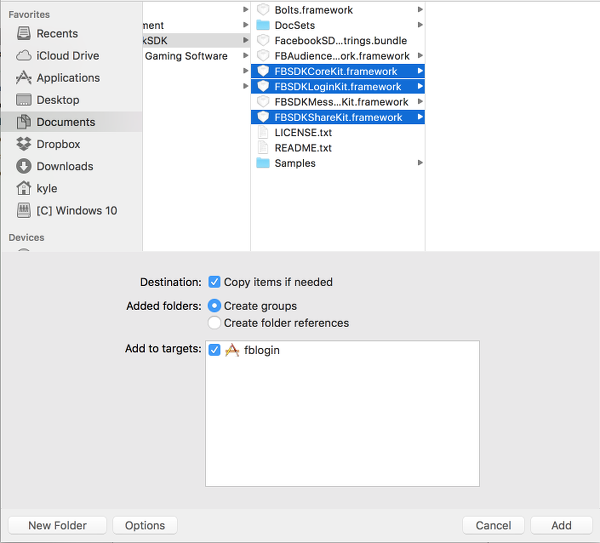 Favorites
Recents
iCloud Drive
Applications
Desktop
Documents
Dropbox
Downloads
kyle
[C] Windows 10
Devices
ment
kSDK
Gaming Software
Bolts.framework
DocSets
FacebookSD...trings.bundle
FBAudience...ork.framework
FBSDKCoreKit.framework
FBSDKLoginKit.framework
FBSDKMess...Kit.framework
FBSDKShareKit.framework
LICENSE.txt
README.txt
Samples
Destination: Copy items if needed
Added folders: Create groups
Create folder references
Add to targets: fblogin
New Folder Options Cancel Add